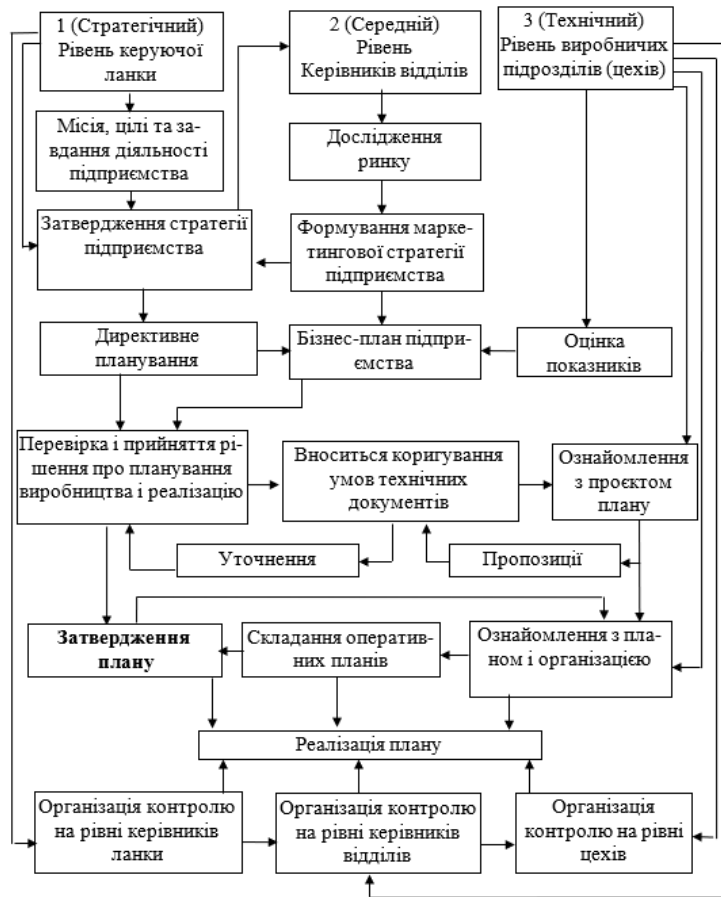 1 (Стратегічний)
Рівень керуючої
ланки
2 (Середній)
Рівень
Керівників відділів
3 (Технічний)
Рівень виробничих
підрозділів (цехів)
Місія, цілі та за-
вдання діяльності
підприємства
Дослідження
ринку
Затвердження стратегії
підприємства
Формування марке-
тингової стратегії
підприємства
Директивне
планування
Бізнес-план підпри-
ємства
Оцінка
показників
Перевірка і прийняття рі-
шення про планування
виробництва і реалізацію
Вноситься коригування
умов технічних
документів
Ознайомлення
з проєктом
плану
Уточнення
Пропозиції
Затвердження
плану
Складання оператив-
них планів
Ознайомлення з пла-
ном і організацією
Реалізація плану
Організація контролю
на рівні керівників
ланки
Організація контролю
на рівні керівників
відділів
Організація
контролю на рівні
цехів